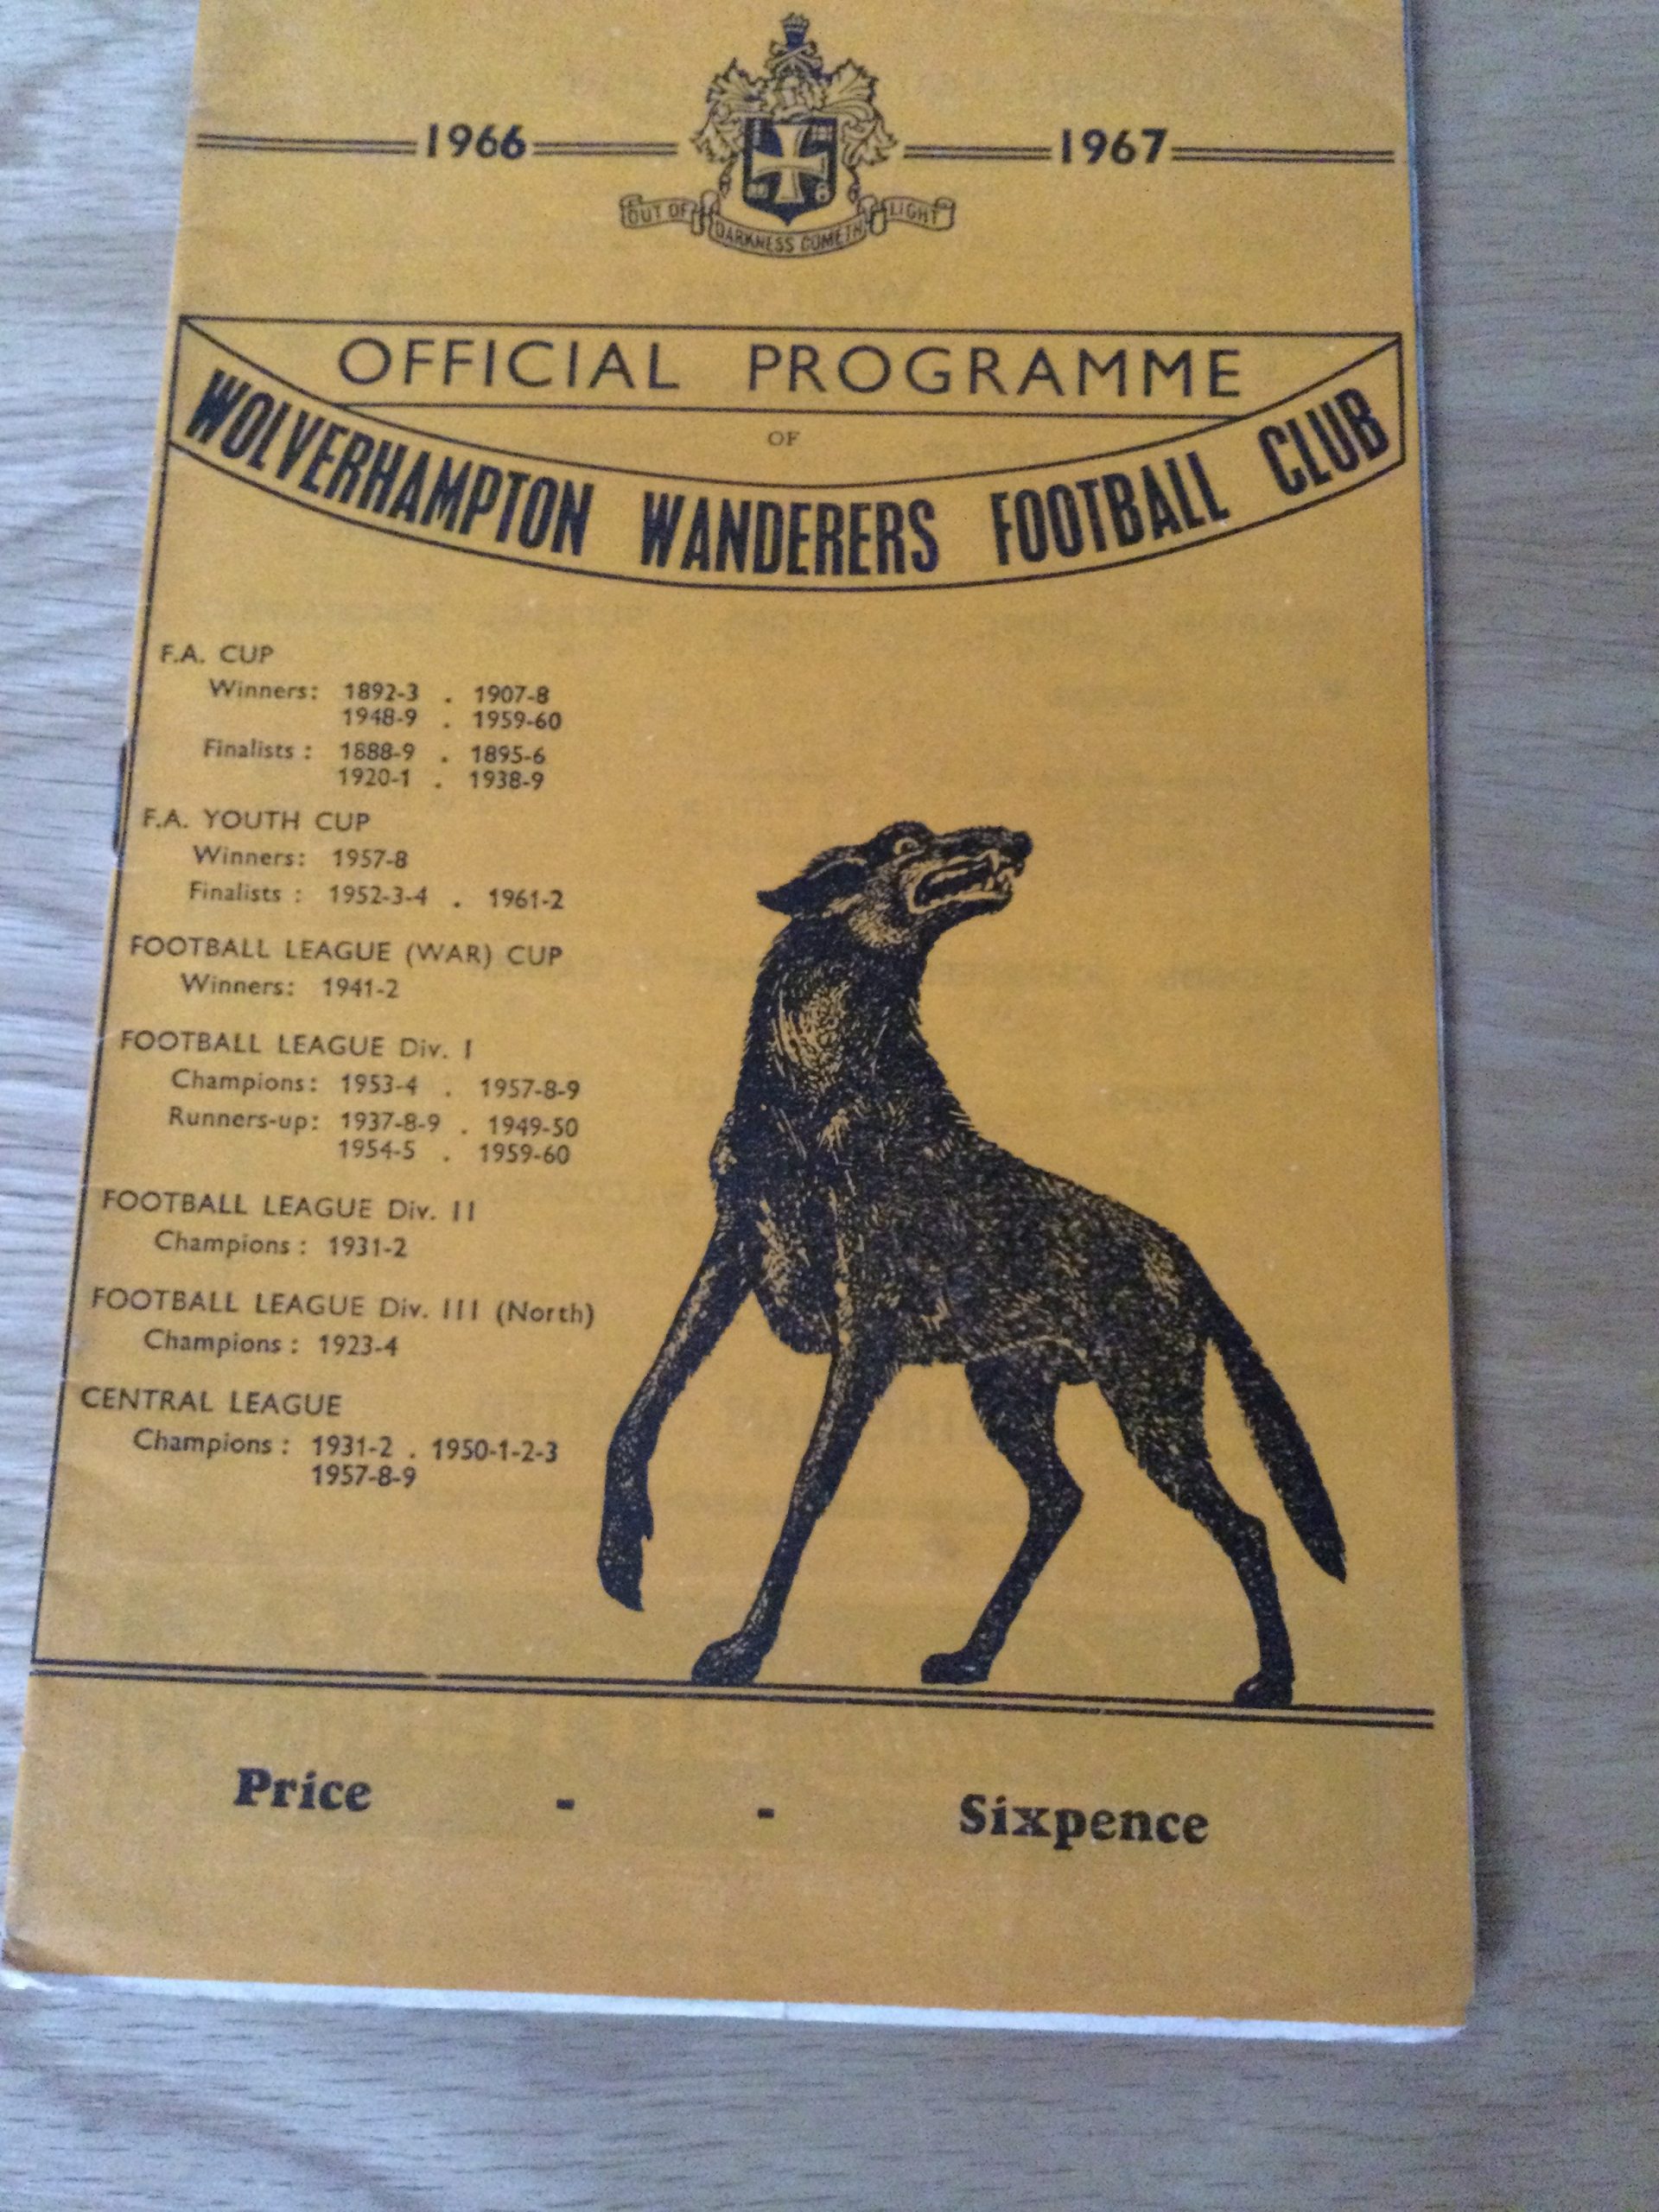 1966 1967
OUT OF DARKNESS COMETH LIGHT
OFFICIAL PROGRAMME
OF
WOLVERHAMPTON WANDERERS FOOTBALL CLUB
F.A. CUP
Winners: 1892-3 . 1907-8
1948-9 . 1959-60
Finalists : 1888-9 . 1895-6
1920-1 . 1938-9
F.A. YOUTH CUP
Winners: 1957-8
Finalists : 1952-3-4 . 1961-2
FOOTBALL LEAGUE (WAR) CUP
Winners: 1941-2
FOOTBALL LEAGUE Div. I
Champions: 1953-4 . 1957-8-9
Runners-up: 1937-8-9 . 1949-50
1954-5 . 1959-60
FOOTBALL LEAGUE Div. II
Champions : 1931-2
FOOTBALL LEAGUE Div. III (North)
Champions : 1923-4
CENTRAL LEAGUE
Champions : 1931-2 . 1950-1-2-3
1957-8-9
Price - - Sixpence